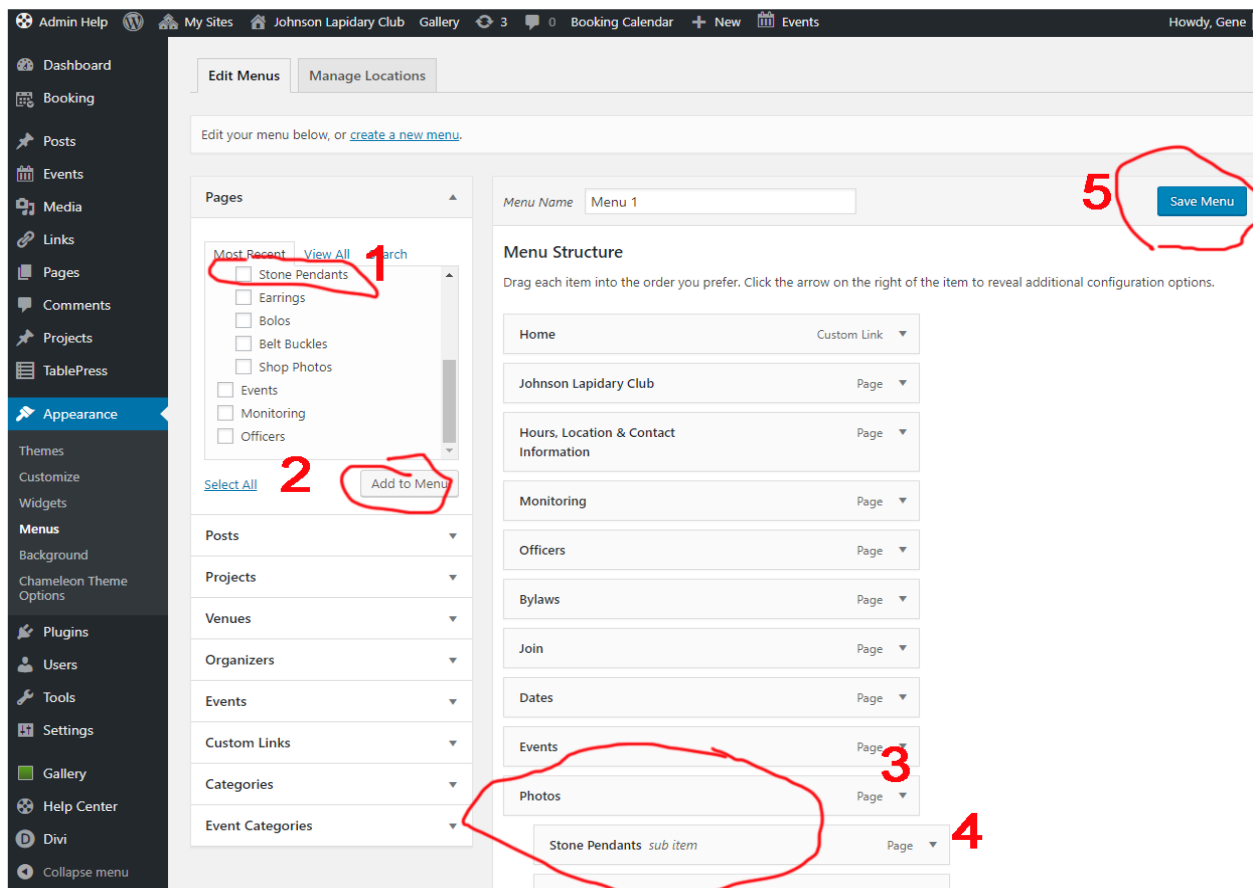 Admin Help My Sites Johnson Lapidary Club Gallery 3 0 Booking Calendar New Events Howdy, Gene
Dashboard
Booking
Posts
Events
Media
Links
Pages
Comments
Projects
TablePress
Appearance
Themes
Customize
Widgets
Menus
Background
Chameleon Theme
Options
Plugins
Users
Tools
Settings
Gallery
Help Center
Divi
Collapse menu
Edit Menus Manage Locations
Edit your menu below, or create a new menu.
Pages
Most Recent View All Search
1
Stone Pendants
Earrings
Bolos
Belt Buckles
Shop Photos
Events
Monitoring
Officers
Select All 2 Add to Menu
Posts
Projects
Venues
Organizers
Events
Custom Links
Categories
Event Categories
Menu Name Menu 1 5 Save Menu
Menu Structure
Drag each item into the order you prefer. Click the arrow on the right of the item to reveal additional configuration options.
Home Custom Link
Johnson Lapidary Club Page
Hours, Location & Contact Page
Information
Monitoring Page
Officers Page
Bylaws Page
Join Page
Dates Page
Events Page
3
Photos Page
Stone Pendants sub item Page 4